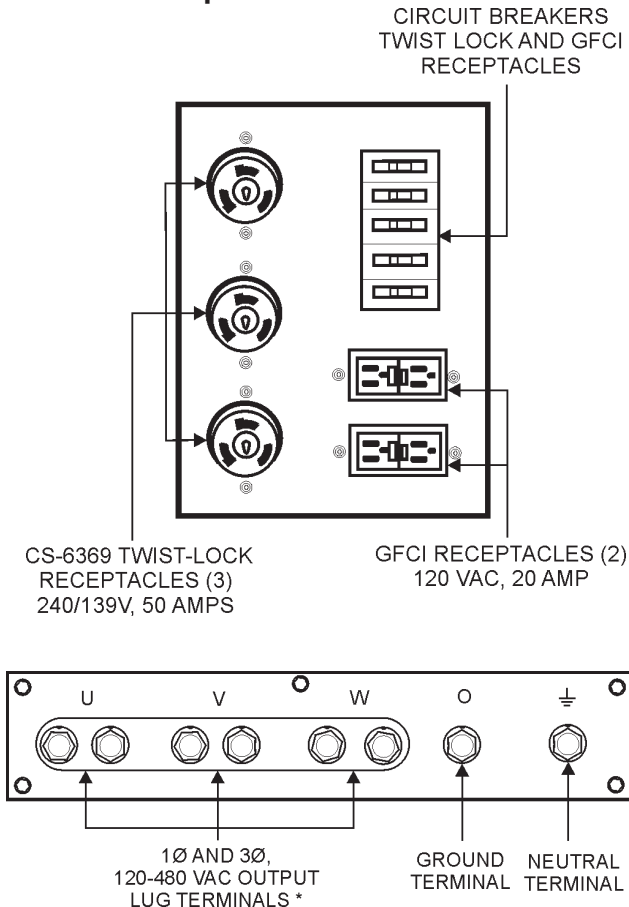 CIRCUIT BREAKERS
TWIST LOCK AND GFCI
RECEPTACLES
CS-6369 TWIST-LOCK
RECEPTACLES (3)
240/139V, 50 AMPS
GFCI RECEPTACLES (2)
120 VAC, 20 AMP
U V W O
1Ø AND 3Ø,
120-480 VAC OUTPUT
LUG TERMINALS *
GROUND
TERMINAL
NEUTRAL
TERMINAL